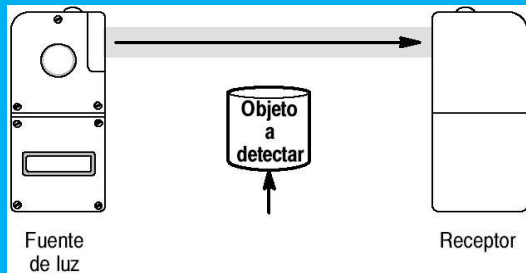 Objeto
a
detectar
Fuente
de luz
Receptor